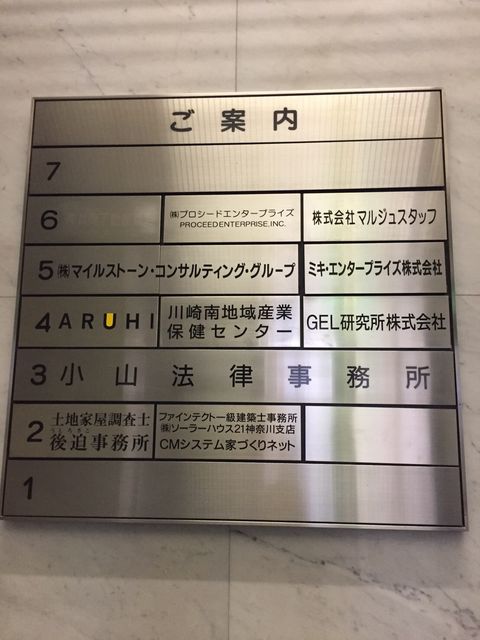 ご案内
7
6
㈱プロシードエンタープライズ
PROCEEDENTERPRISE,INC.
株式会社マルジュスタッフ
5 ㈱マイルストーン・コンサルティング・グループ
ミキ・エンタープライズ株式会社
4 ARUHI
川崎南地域産業
保健センター
GEL研究所株式会社
3 小山法律事務所
2
土地家屋調査士
うしろざこ
後迫事務所
ファインテクト一級建築士事務所
㈱ソーラーハウス21神奈川支店
CMシステム家づくりネット
1